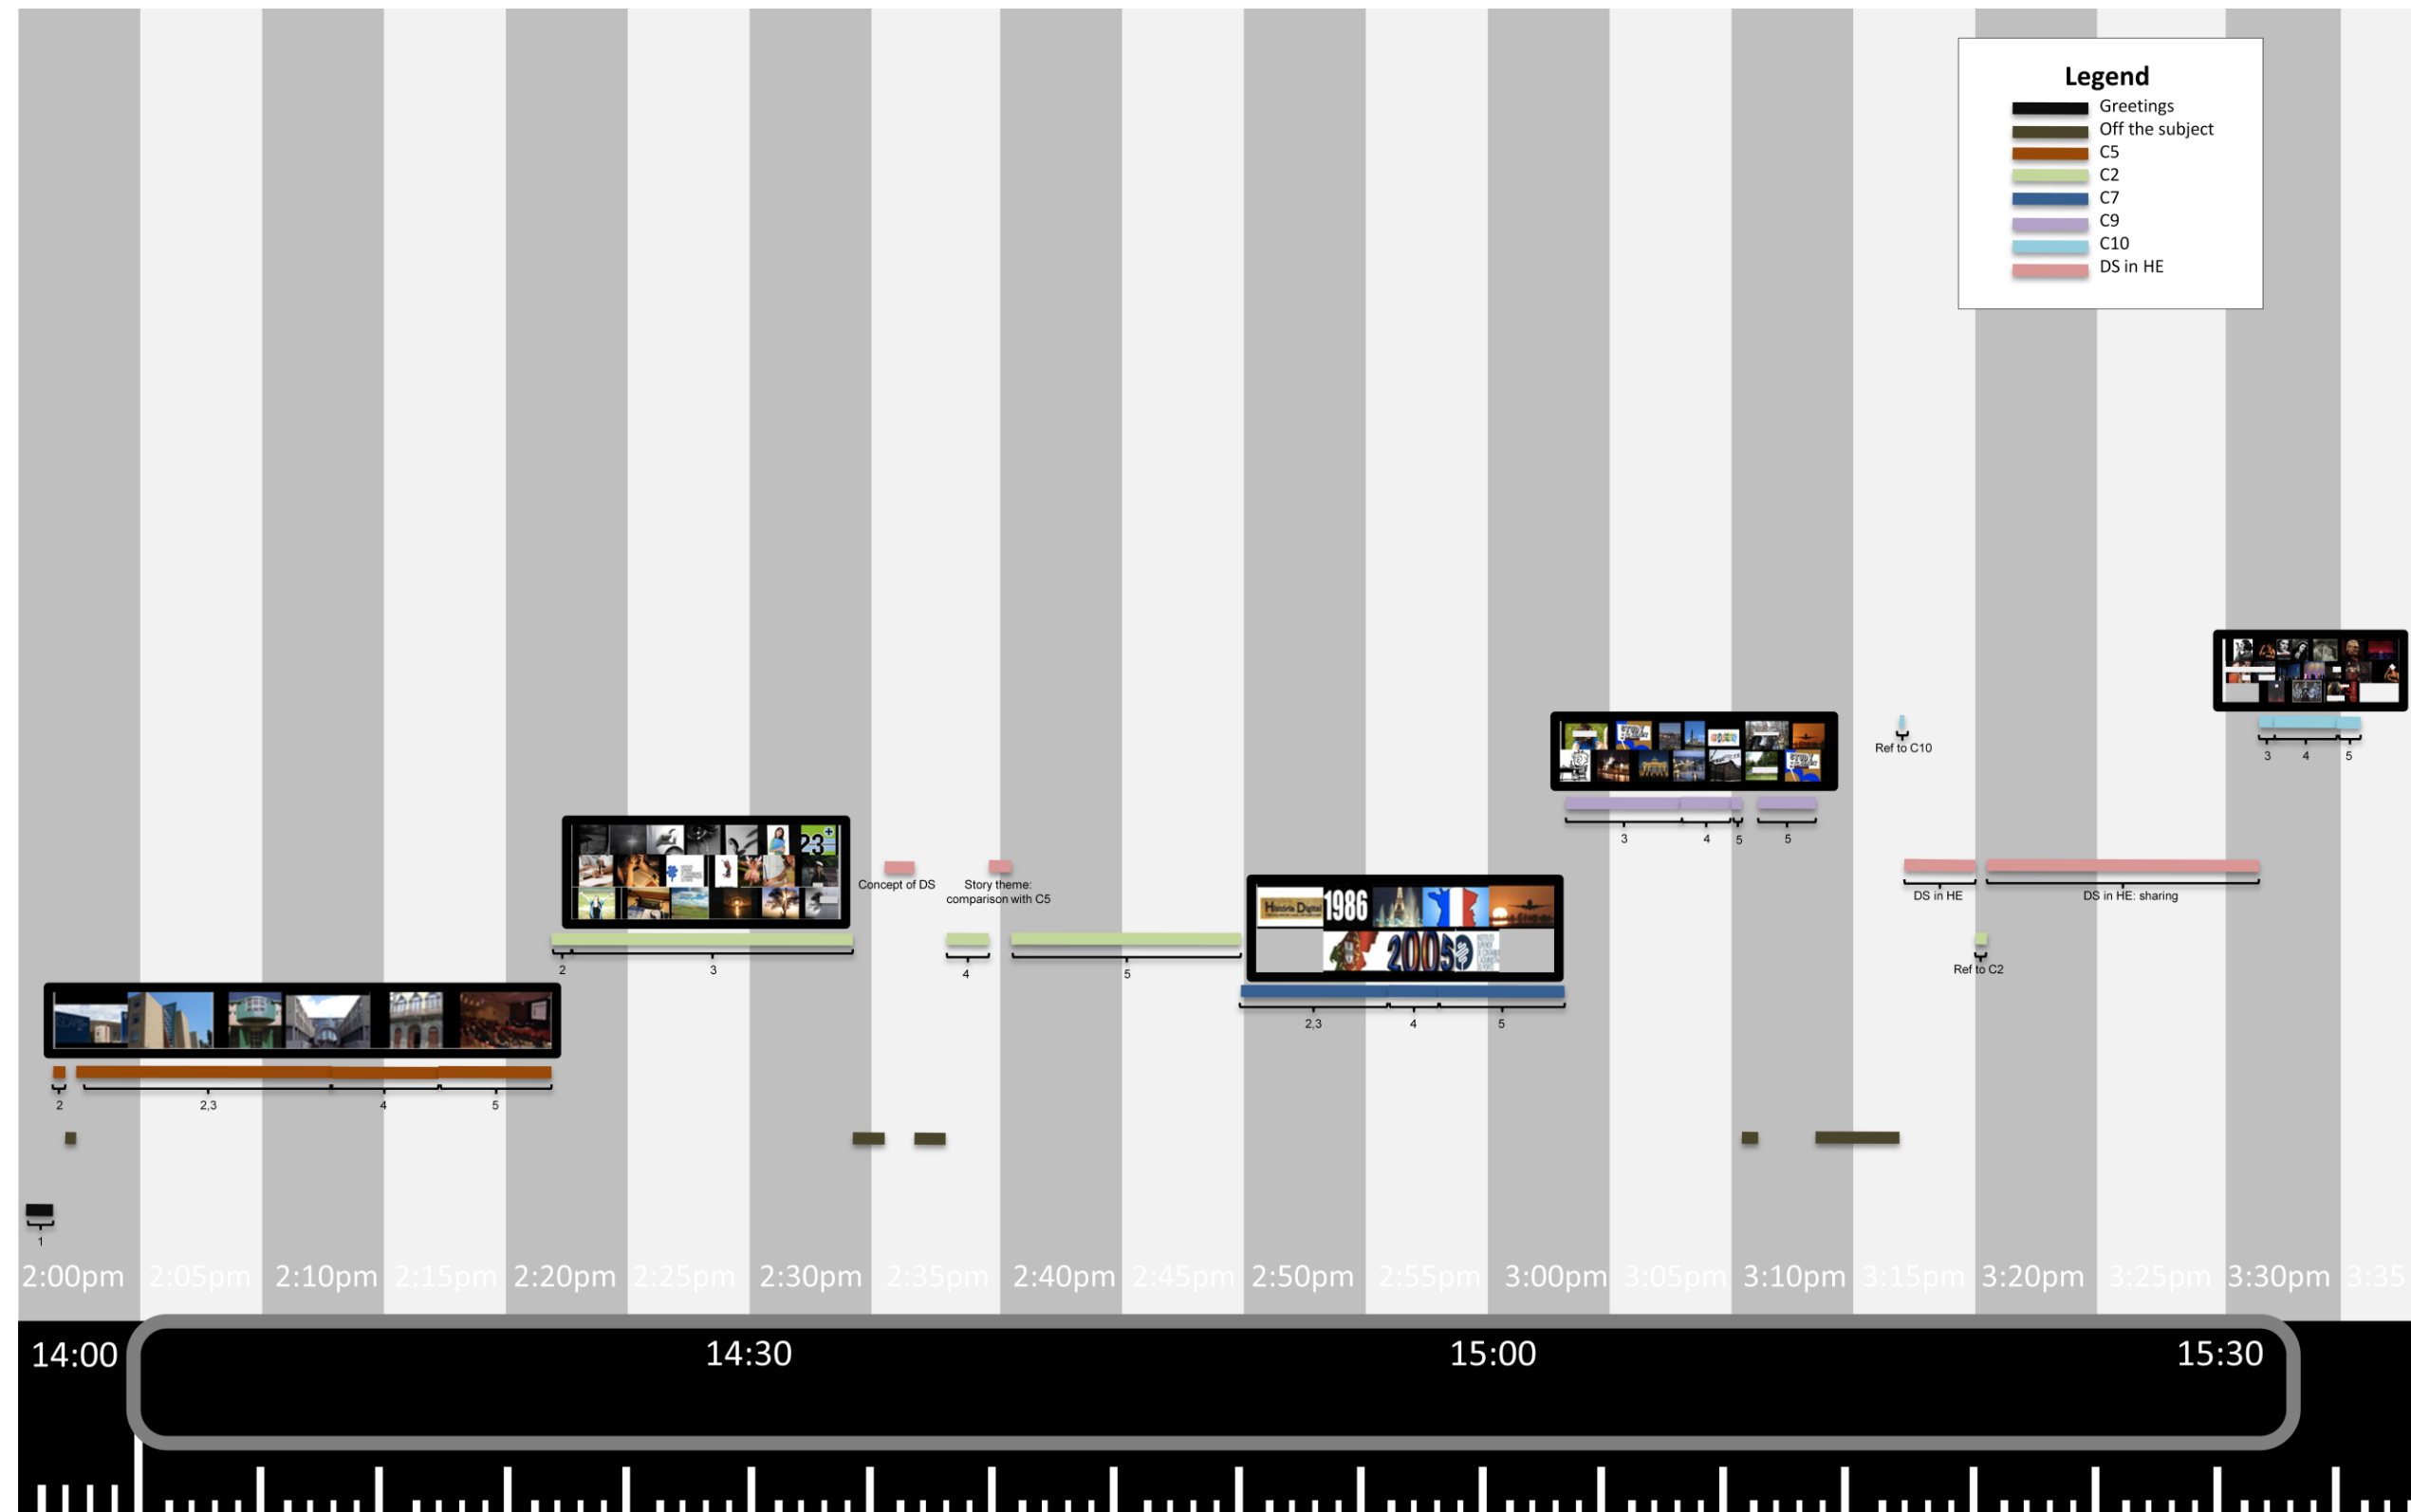 Legend
Greetings
Off the subject
C5
C2
C7
C9
C10
DS in HE
Ref to C10
3
4
5
3
4
5
5
23
Concept of DS
Story theme:
comparison with C5
DS in HE
DS in HE: sharing
História Digital
1986
2005
2
3
4
5
Ref to C2
2,3
4
5
2
2,3
4
5
1
2:00pm
2:05pm
2:10pm
2:15pm
2:20pm
2:25pm
2:30pm
2:35pm
2:40pm
2:45pm
2:50pm
2:55pm
3:00pm
3:05pm
3:10pm
3:15pm
3:20pm
3:25pm
3:30pm
3:35
14:00
14:30
15:00
15:30